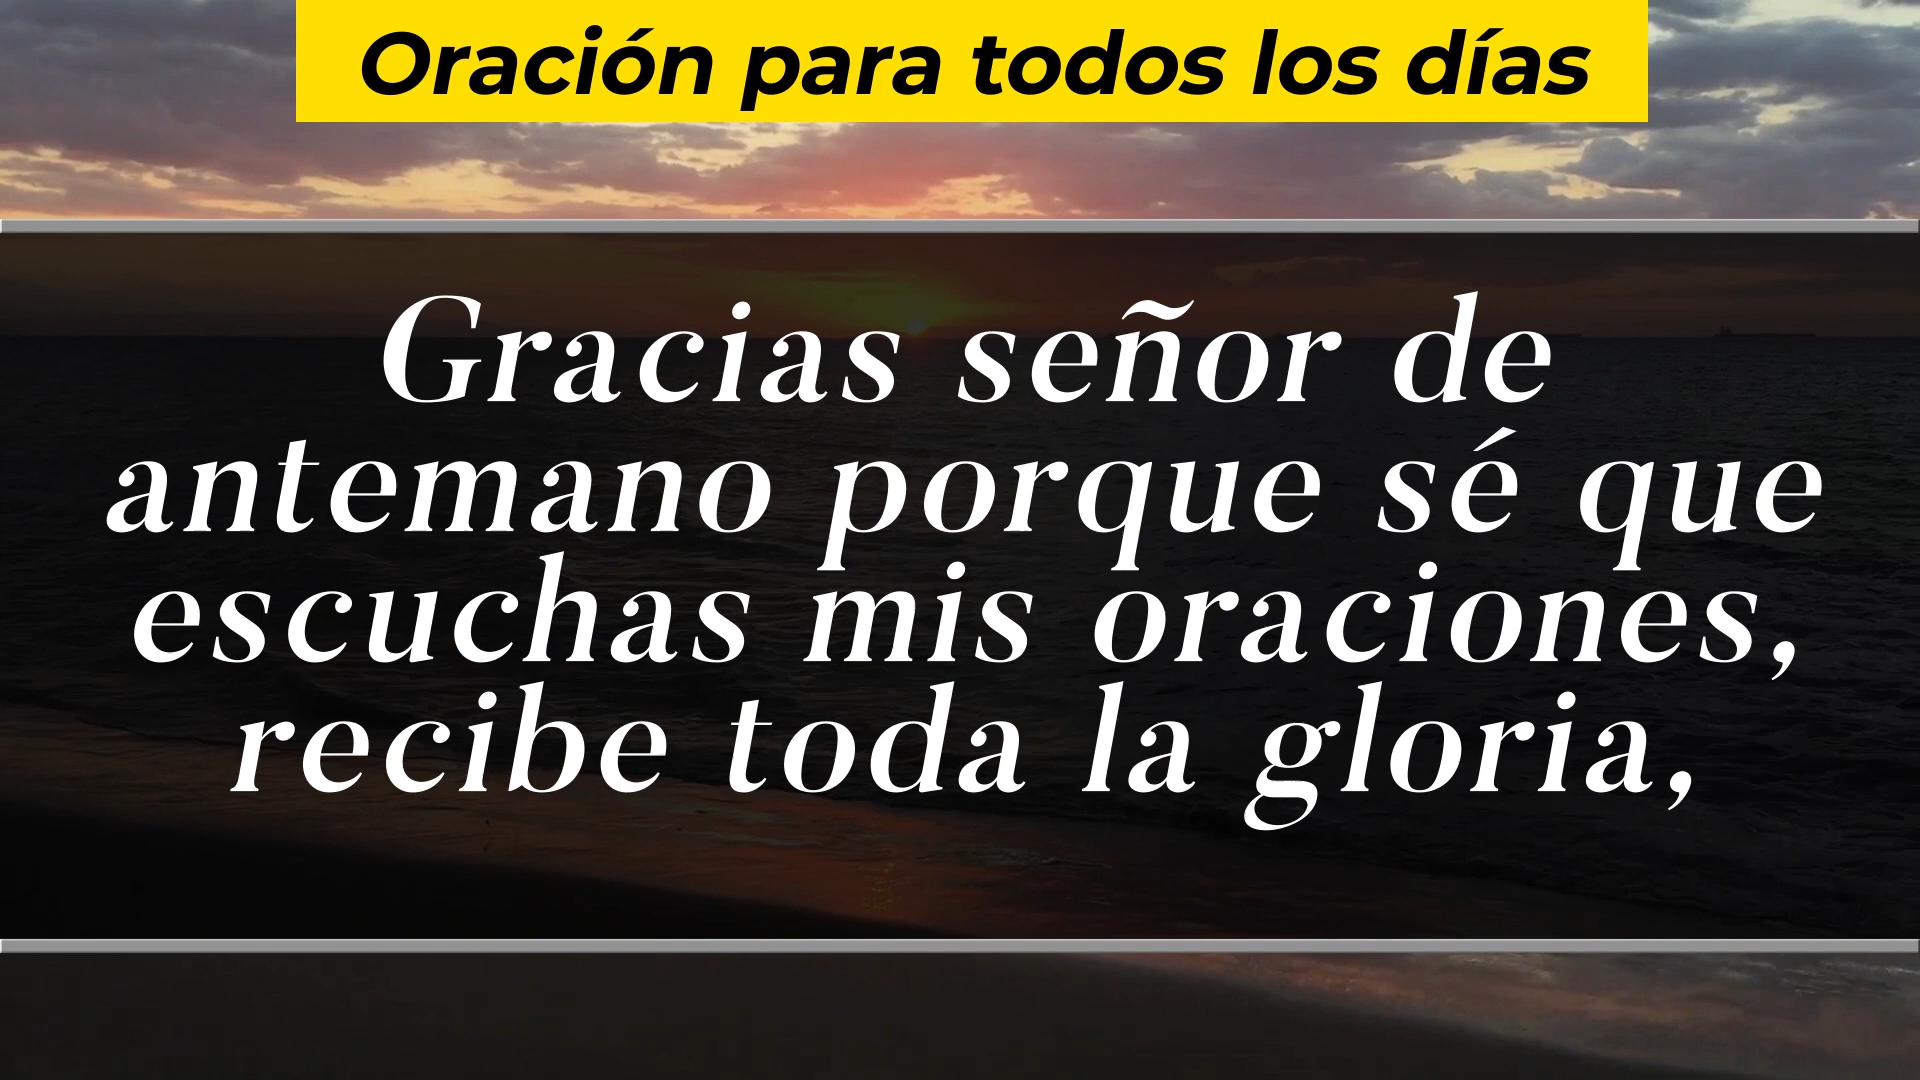 Oración para todos los días
Gracias señor de
antemano porque sé que
escuchas mis oraciones,
recibe toda la gloria,